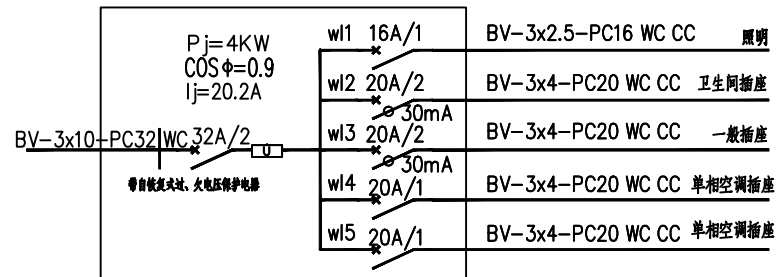 Pj=4KW
COSΦ=0.9
Ij=20.2A
BV-3x10-PC32 WC 32A/2
U
带自恢复式过、欠电压保护电器
wl1 16A/1 BV-3x2.5-PC16 WC CC 照明
wl2 20A/2 BV-3x4-PC20 WC CC 卫生间插座
30mA
wl3 20A/2 BV-3x4-PC20 WC CC 一般插座
30mA
wl4 20A/1 BV-3x4-PC20 WC CC 单相空调插座
wl5 20A/1 BV-3x4-PC20 WC CC 单相空调插座